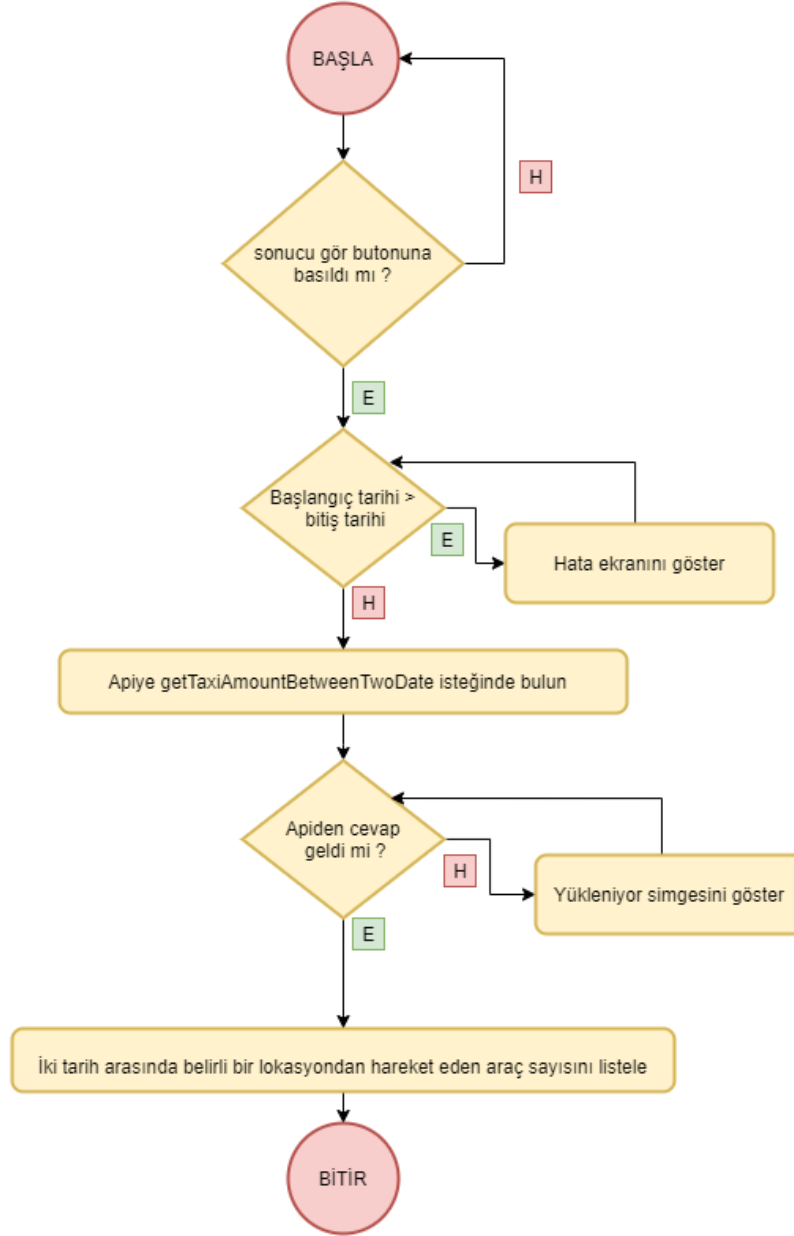 BAŞLA
H
sonucu gör butonuna
basıldı mı ?
E
Başlangıç tarihi >
bitiş tarihi
E
Hata ekranını göster
H
Apiye getTaxiAmountBetweenTwoDate isteğinde bulun
Apiden cevap
geldi mi ?
H
Yükleniyor simgesini göster
E
İki tarih arasında belirli bir lokasyondan hareket eden araç sayısını listele
BİTİR